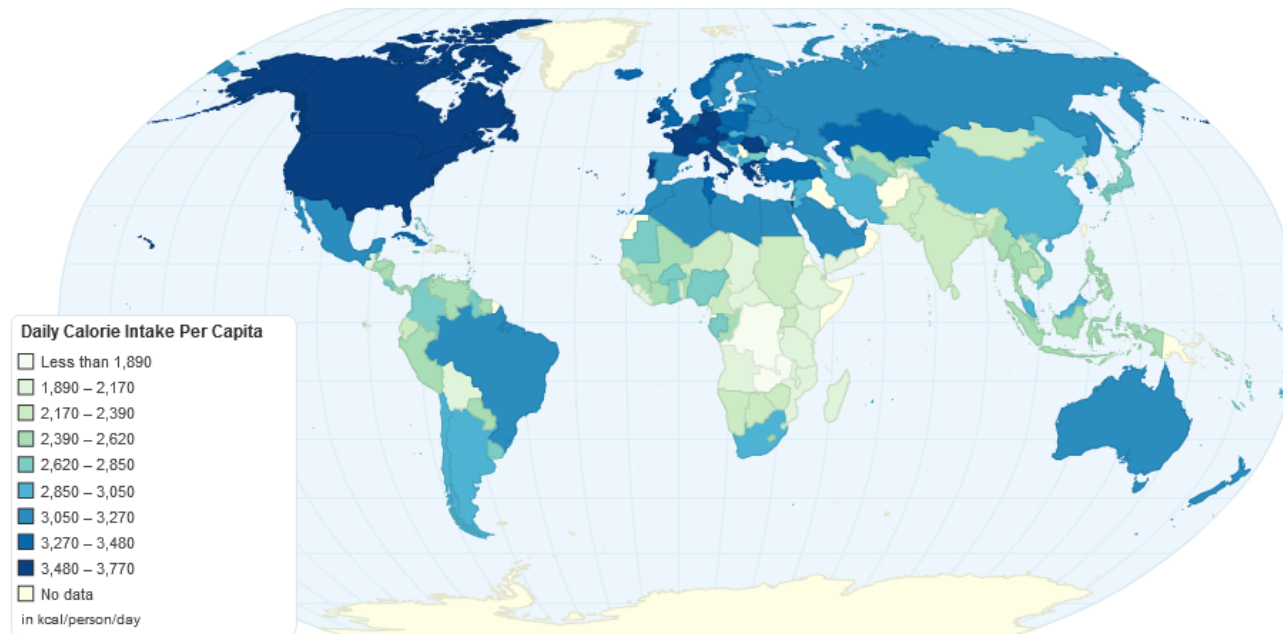 Daily Calorie Intake Per Capita
Less than 1,890
1,890 – 2,170
2,170 – 2,390
2,390 – 2,620
2,620 – 2,850
2,850 – 3,050
3,050 – 3,270
3,270 – 3,480
3,480 – 3,770
No data
in kcal/person/day